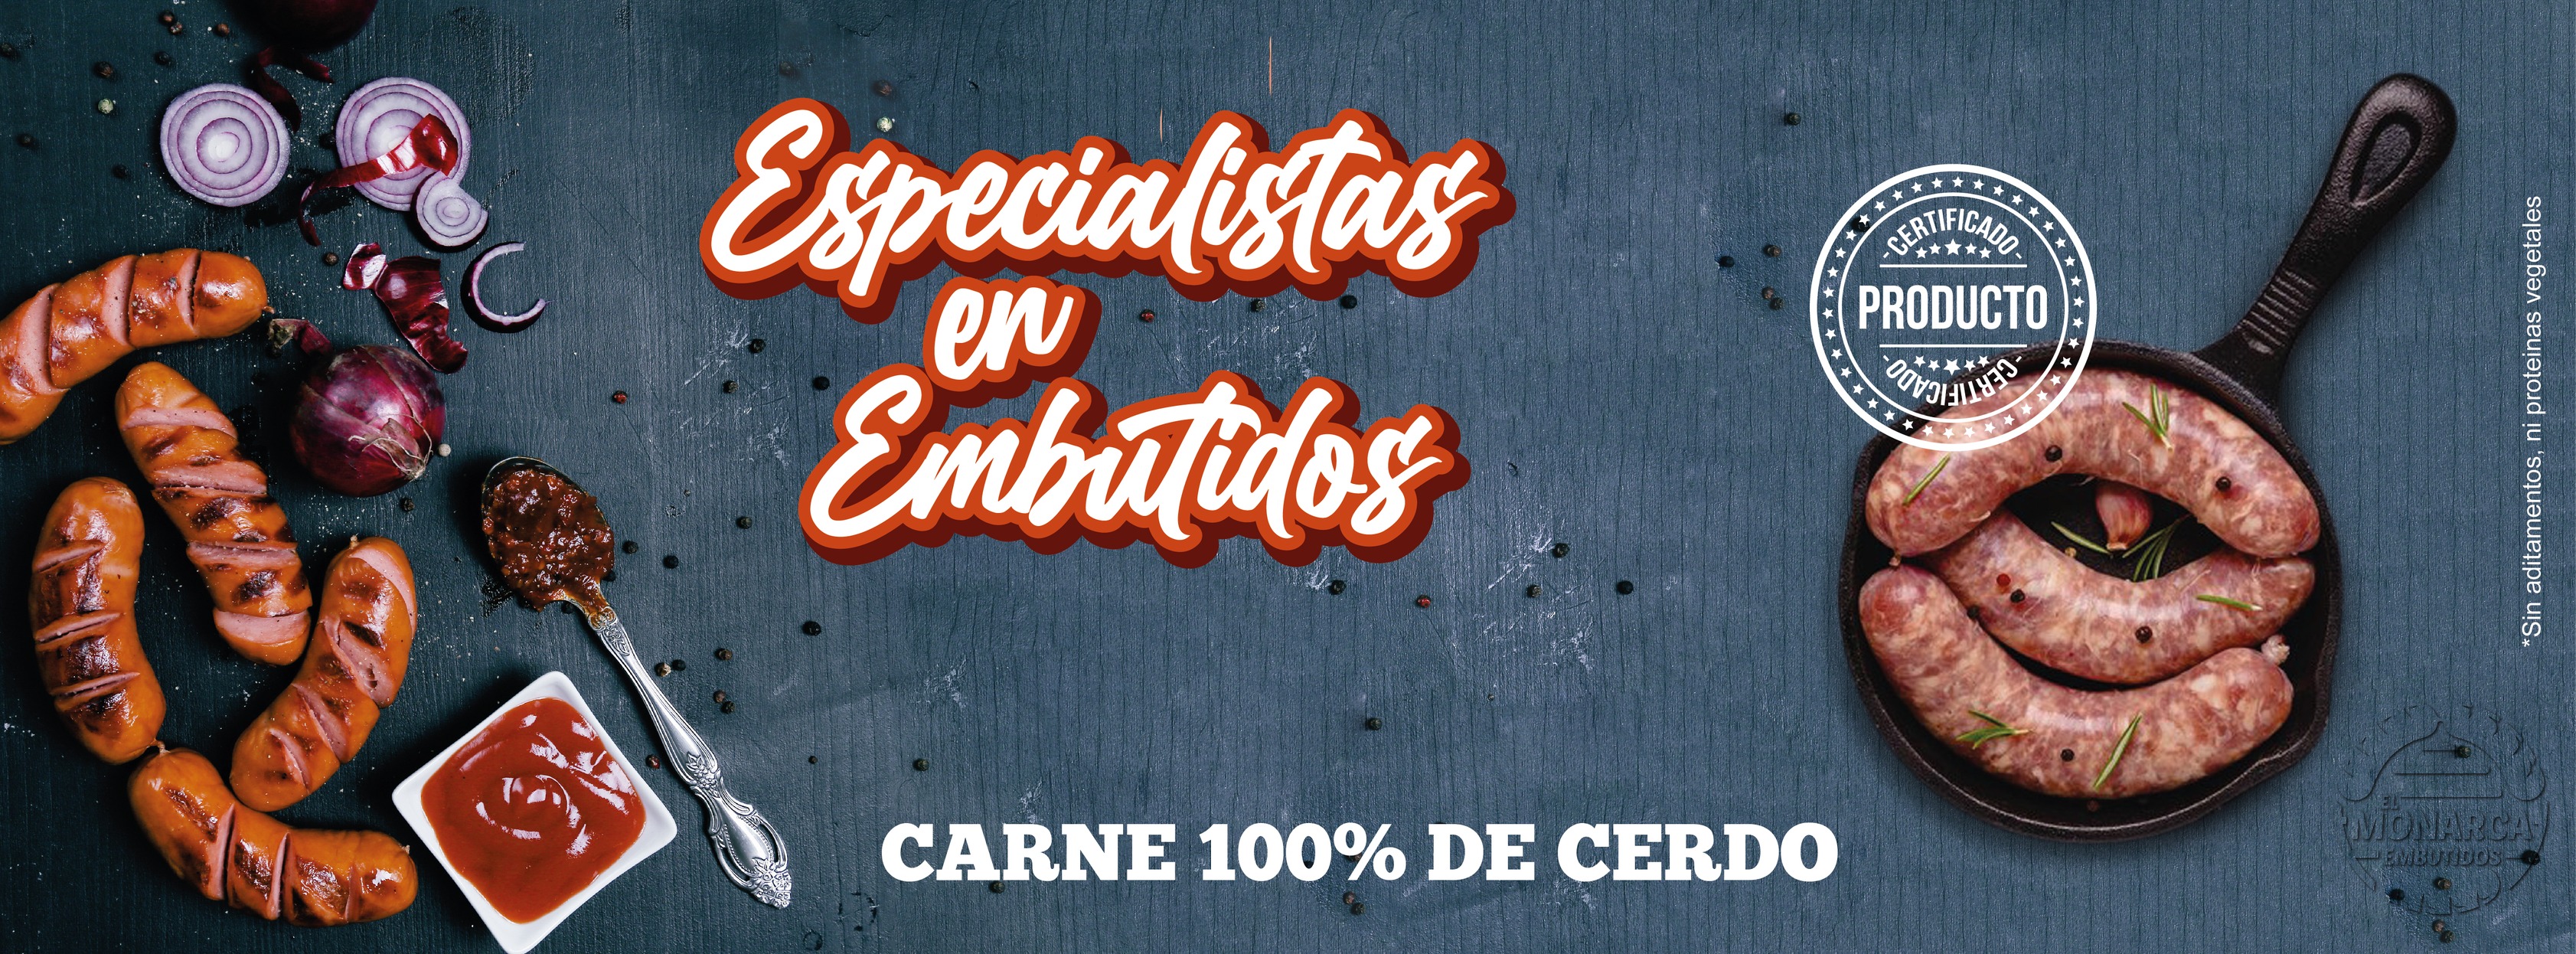 Especialistas
en
Embutidos
-CERTIFICADO-
PRODUCTO
-CERTIFICADO-
CARNE 100% DE CERDO
*Sin aditamentos, ni proteinas vegetales
EL
MONARCA
EMBUTIDOS